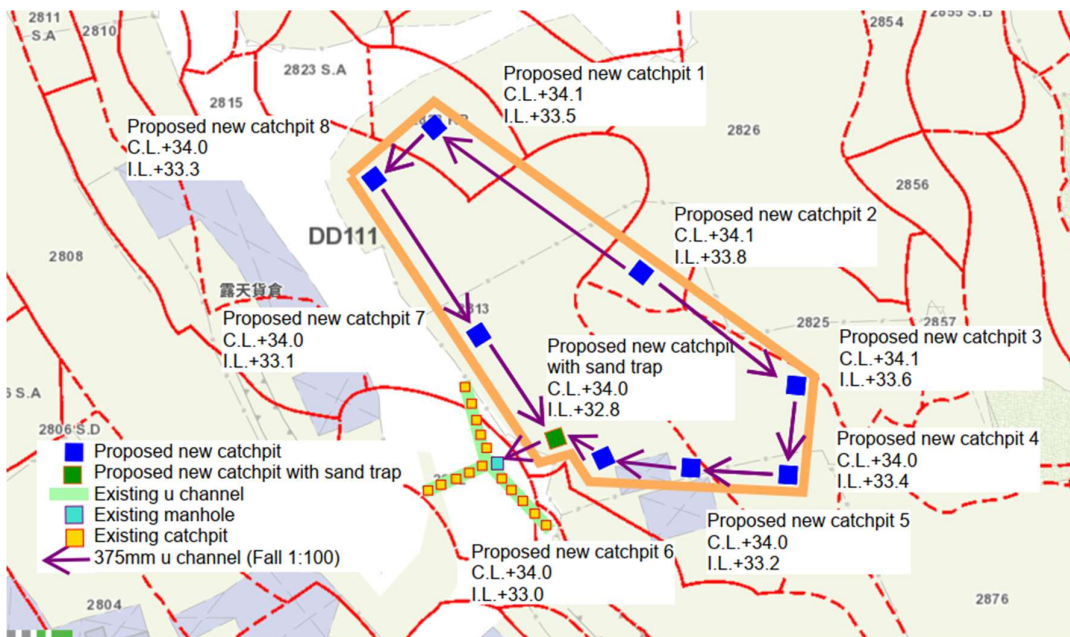 2811
S.A
2810
2854
2855 S.B
2823 S.A
Proposed new catchpit 1
C.L.+34.1
I.L.+33.5
2815
Proposed new catchpit 8
C.L.+34.0
I.L.+33.3
2826
2856
Proposed new catchpit 2
C.L.+34.1
I.L.+33.8
DD111
2808
露天貨倉
2813
Proposed new catchpit 7
C.L.+34.0
I.L.+33.1
2825
2857
Proposed new catchpit 3
C.L.+34.1
I.L.+33.6
Proposed new catchpit
with sand trap
C.L.+34.0
I.L.+32.8
S.A
2806 S.D
Proposed new catchpit 4
C.L.+34.0
I.L.+33.4
Proposed new catchpit
Proposed new catchpit with sand trap
Existing u channel
Existing manhole
Existing catchpit
375mm u channel (Fall 1:100)
Proposed new catchpit 5
C.L.+34.0
I.L.+33.2
Proposed new catchpit 6
C.L.+34.0
I.L.+33.0
2804
2876